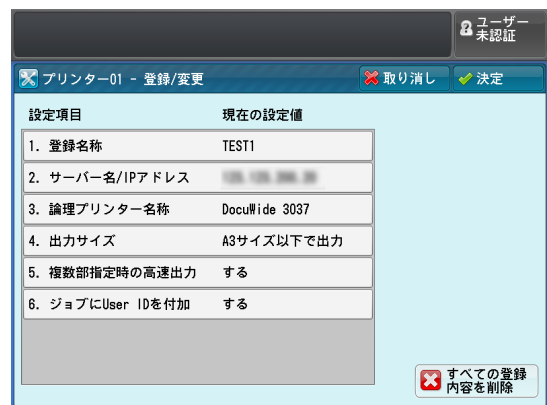 ユーザー
未認証
プリンター01 - 登録/変更
取り消し
決定
設定項目 現在の設定値
1. 登録名称 TEST1
2. サーバー名/IPアドレス
3. 論理プリンター名称 DocuWide 3037
4. 出力サイズ A3サイズ以下で出力
5. 複数部指定時の高速出力 する
6. ジョブにUser IDを付加 する
すべての登録
内容を削除